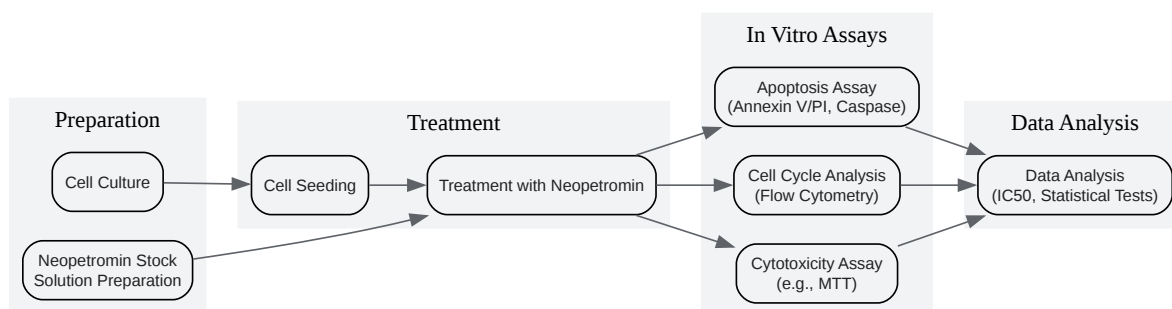 Preparation
Cell Culture
Neopetromin Stock
Solution Preparation
Treatment
Cell Seeding
Treatment with Neopetromin
In Vitro Assays
Apoptosis Assay
(Annexin V/PI, Caspase)
Cell Cycle Analysis
(Flow Cytometry)
Cytotoxicity Assay
(e.g., MTT)
Data Analysis
Data Analysis
(IC50, Statistical Tests)